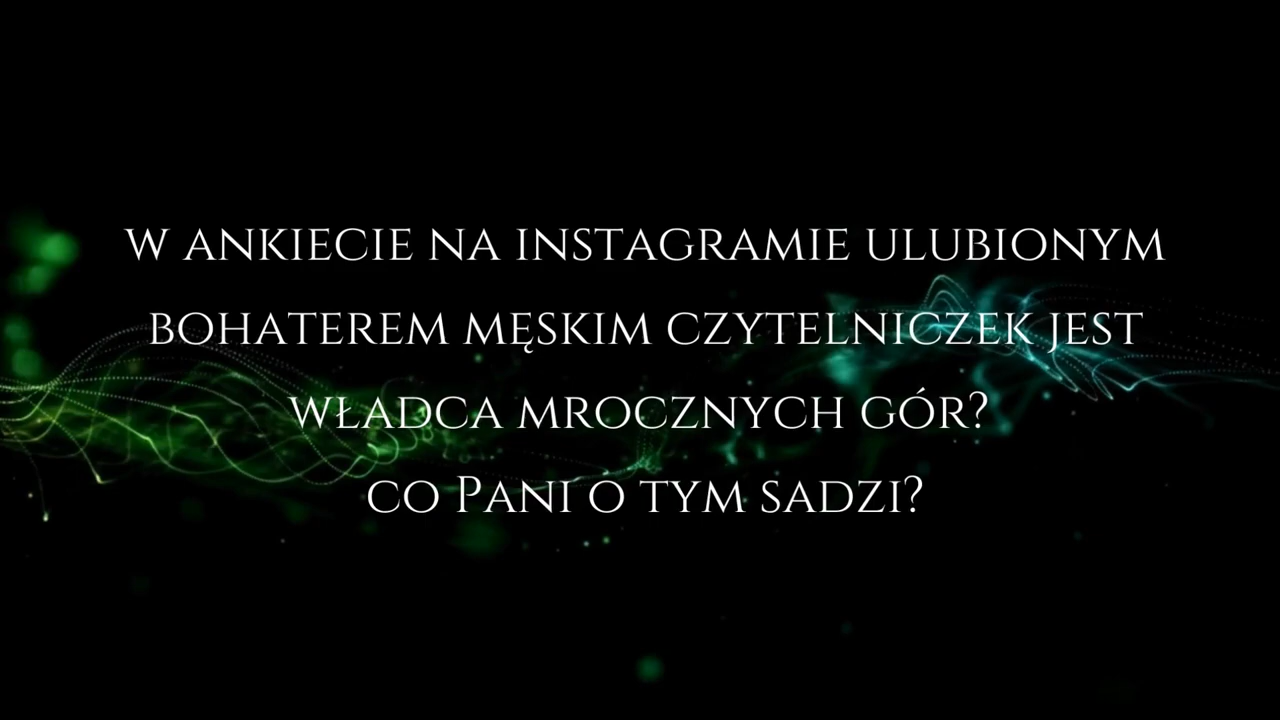 W ANKIECIE NA INSTAGRAMIE ULUBIONYM
BOHATEREM MĘSKIM CZYTELNICZEK JEST
WŁADCA MROCZNYCH GÓR?
CO PANI O TYM SADZI?